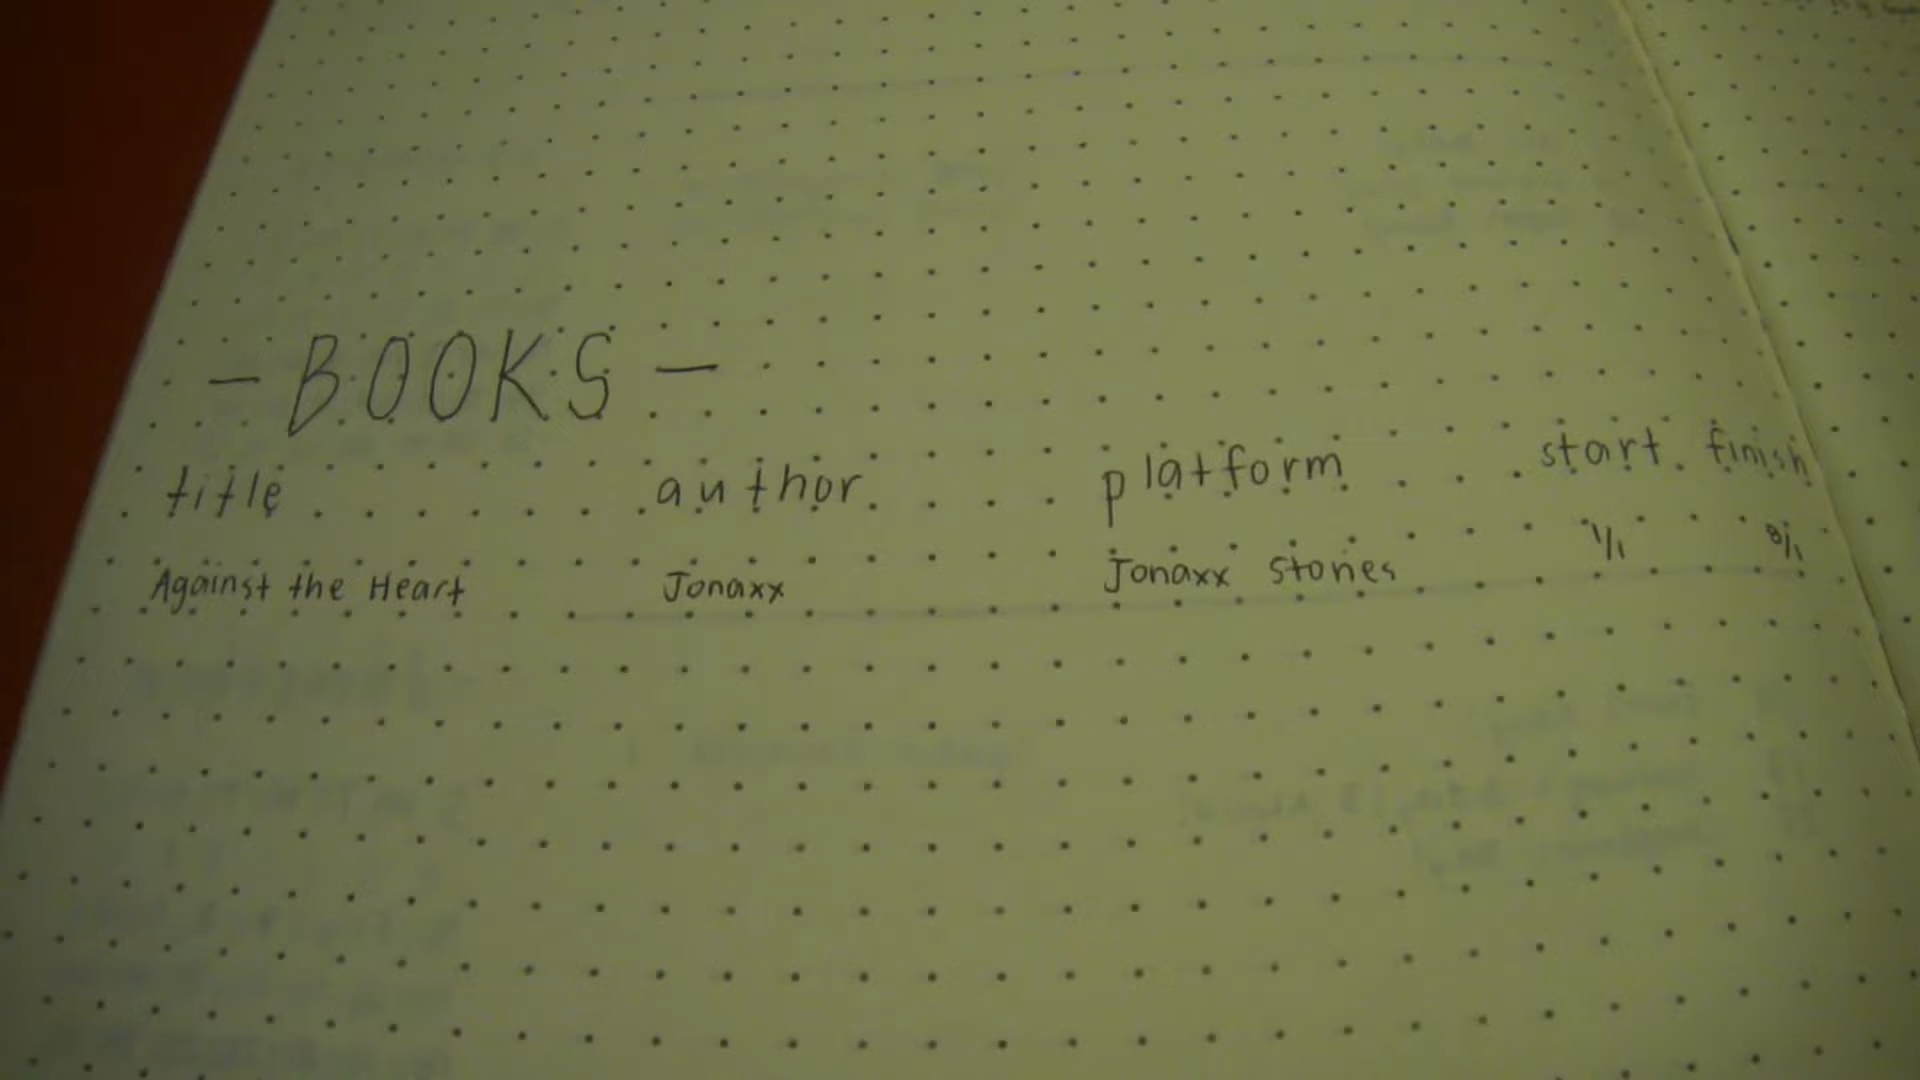 - BOOKS -
title author platform start finish
Against the Heart Jonaxx Jonaxx stories 1/1 8/1